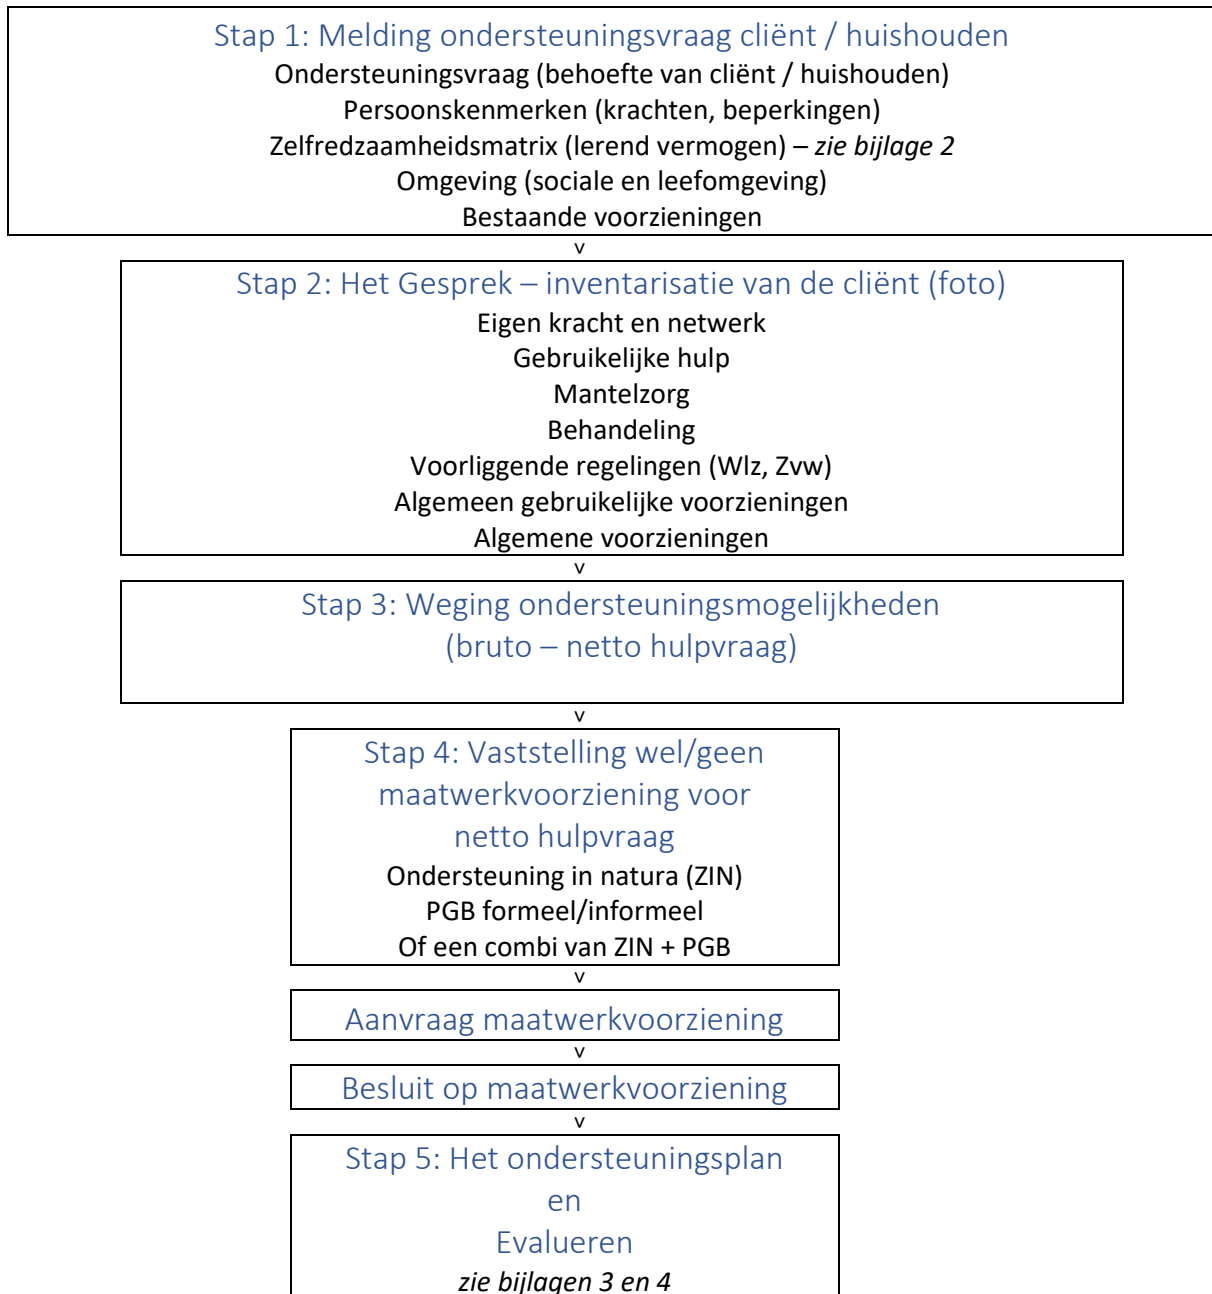 Stap 1: Melding ondersteuningsvraag cliënt / huishouden
Ondersteuningsvraag (behoefte van cliënt / huishouden)
Persoonskenmerken (krachten, beperkingen)
Zelfredzaamheidsmatrix (lerend vermogen) – zie bijlage 2
Omgeving (sociale en leefomgeving)
Bestaande voorzieningen
v
Stap 2: Het Gesprek – inventarisatie van de cliënt (foto)
Eigen kracht en netwerk
Gebruikelijke hulp
Mantelzorg
Behandeling
Voorliggende regelingen (Wlz, Zvw)
Algemeen gebruikelijke voorzieningen
Algemene voorzieningen
v
Stap 3: Weging ondersteuningsmogelijkheden
(bruto – netto hulpvraag)
v
Stap 4: Vaststelling wel/geen
maatwerkvoorziening voor
netto hulpvraag
Ondersteuning in natura (ZIN)
PGB formeel/informeel
Of een combi van ZIN + PGB
v
Aanvraag maatwerkvoorziening
v
Besluit op maatwerkvoorziening
v
Stap 5: Het ondersteuningsplan
en
Evalueren
zie bijlagen 3 en 4